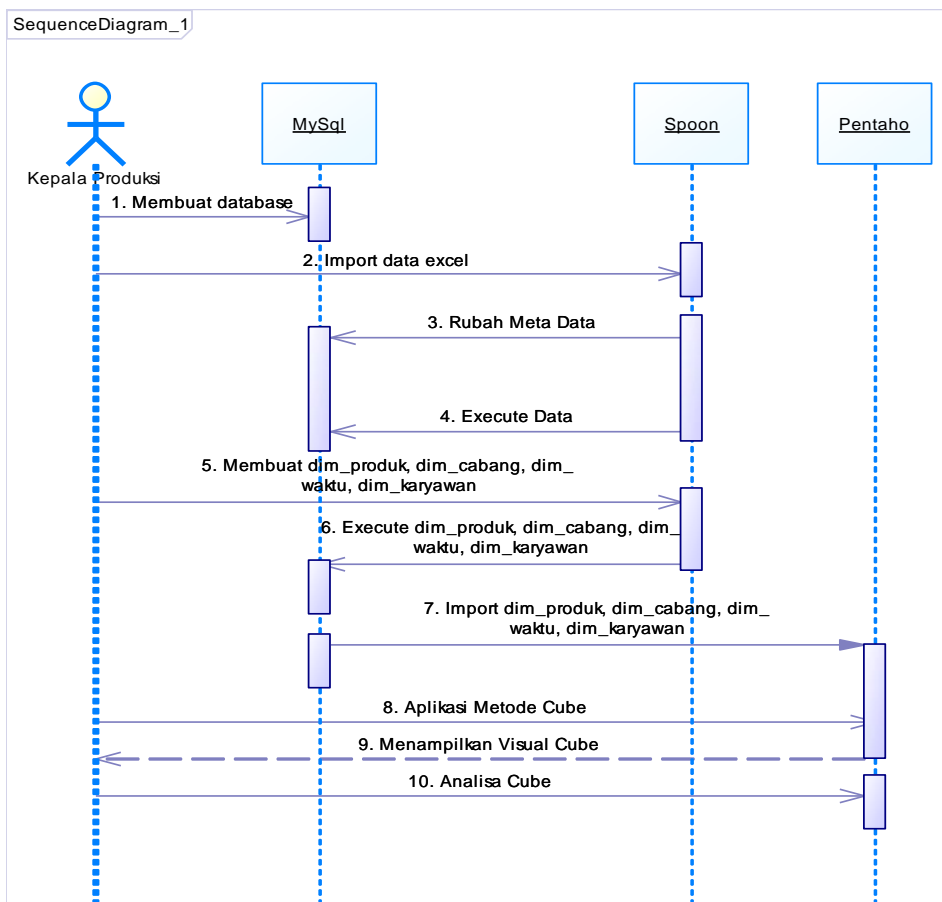 SequenceDiagram_1
MySql
Spoon
Pentaho
Kepala Produksi
1. Membuat database
2. Import data excel
3. Rubah Meta Data
4. Execute Data
5. Membuat dim_produk, dim_cabang, dim_
waktu, dim_karyawan
6. Execute dim_produk, dim_cabang, dim_
waktu, dim_karyawan
7. Import dim_produk, dim_cabang, dim_
waktu, dim_karyawan
8. Aplikasi Metode Cube
9. Menampilkan Visual Cube
10. Analisa Cube